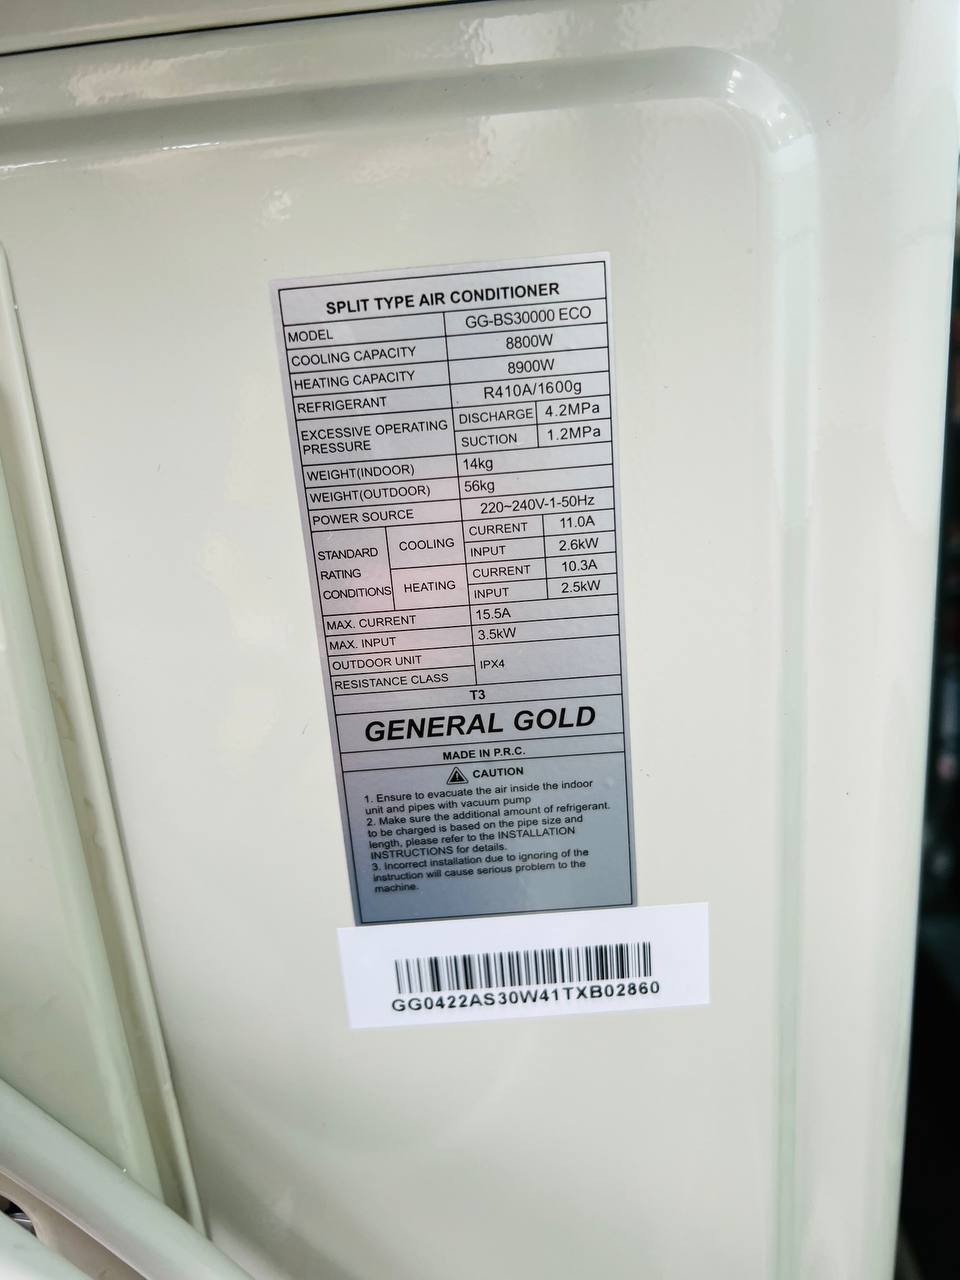 SPLIT TYPE AIR CONDITIONER
MODEL GG-BS30000 ECO
COOLING CAPACITY 8800W
HEATING CAPACITY 8900W
REFRIGERANT R410A/1600g
EXCESSIVE OPERATING PRESSURE DISCHARGE 4.2MPa
SUCTION 1.2MPa
WEIGHT(INDOOR) 14kg
WEIGHT(OUTDOOR) 56kg
POWER SOURCE 220~240V-1-50Hz
STANDARD RATING CONDITIONS COOLING CURRENT 11.0A
INPUT 2.6kW
HEATING CURRENT 10.3A
INPUT 2.5kW
MAX. CURRENT 15.5A
MAX. INPUT 3.5kW
OUTDOOR UNIT
RESISTANCE CLASS IPX4
T3
GENERAL GOLD
MADE IN P.R.C.
CAUTION
1. Ensure to evacuate the air inside the indoor
unit and pipes with vacuum pump
2. Make sure the additional amount of refrigerant.
to be charged is based on the pipe size and
length, please refer to the INSTALLATION
INSTRUCTIONS for details.
3. Incorrect installation due to ignoring of the
instruction will cause serious problem to the
machine.
GG0422AS30W41TXB02860